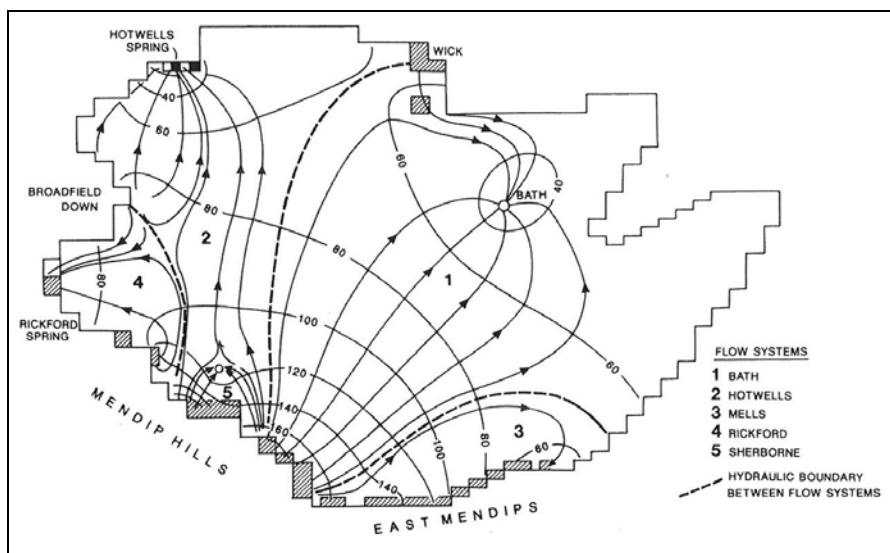 HOTWELLS
SPRING
WICK
40
60
60
40
BROADFIELD
DOWN
BATH
80
2
80
1
4
80
RICKFORD
SPRING
100
60
120
5
140
160
140
100
80
3
60
MENDIP HILLS
EAST MENDIPS
FLOW SYSTEMS
1 BATH
2 HOTWELLS
3 MELLS
4 RICKFORD
5 SHERBORNE
HYDRAULIC BOUNDARY
BETWEEN FLOW SYSTEMS